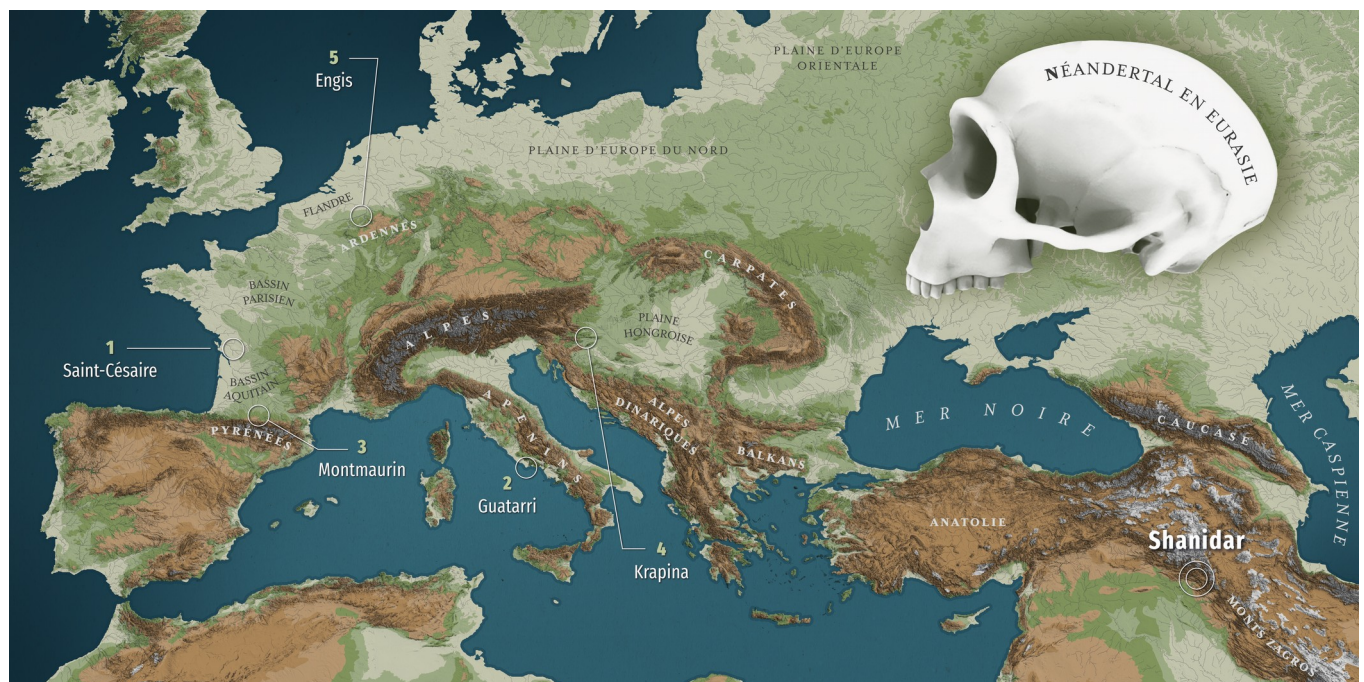 PLAINE D'EUROPE
ORIENTALE
NÉANDERTAL EN EURASIE
5
Engis
PLAINE D'EUROPE DU NORD
FLANDRE
ARDENNES
CARPATES
BASSIN
PARISIEN
ALPES
PLAINE
HONGROISE
1
Saint-Césaire
BASSIN
AQUITAIN
APENNINS
ALPES
DINARIQUES
MER NOIRE
CAUCASE
MER CASPIENNE
PYRÉNÉES
3
Montmaurin
BALKANS
2
Guatarri
ANATOLIE
Shanidar
4
Krapina
MONTS ZAGROS